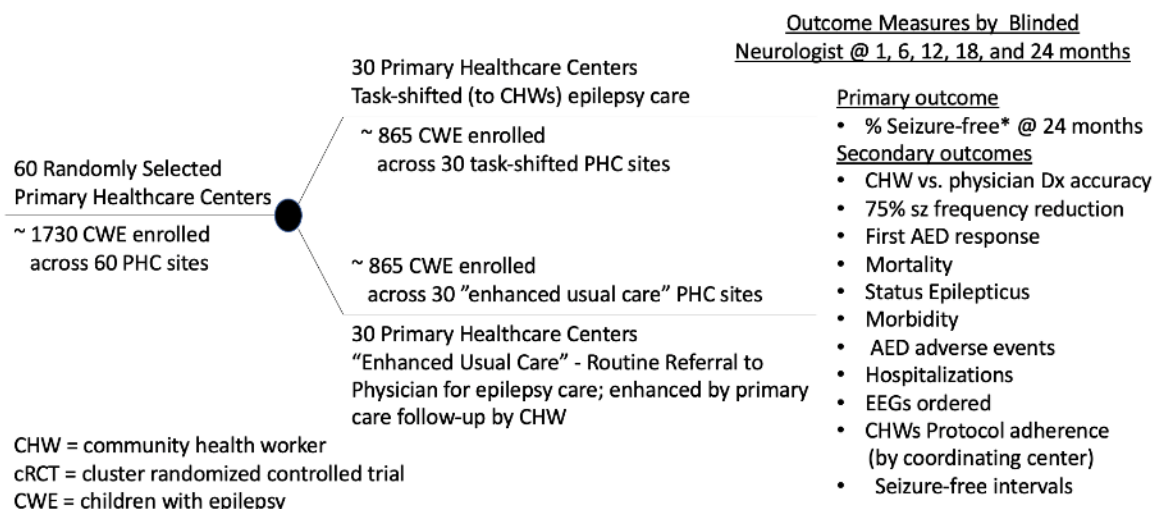 Outcome Measures by Blinded
Neurologist @ 1, 6, 12, 18, and 24 months
30 Primary Healthcare Centers
Task-shifted (to CHWs) epilepsy care
~ 865 CWE enrolled
across 30 task-shifted PHC sites
60 Randomly Selected
Primary Healthcare Centers
~ 1730 CWE enrolled
across 60 PHC sites
~ 865 CWE enrolled
across 30 ”enhanced usual care” PHC sites
30 Primary Healthcare Centers
“Enhanced Usual Care” - Routine Referral to
Physician for epilepsy care; enhanced by primary
care follow-up by CHW
Primary outcome
• % Seizure-free* @ 24 months
Secondary outcomes
• CHW vs. physician Dx accuracy
• 75% sz frequency reduction
• First AED response
• Mortality
• Status Epilepticus
• Morbidity
• AED adverse events
• Hospitalizations
• EEGs ordered
• CHWs Protocol adherence
(by coordinating center)
• Seizure-free intervals
CHW = community health worker
cRCT = cluster randomized controlled trial
CWE = children with epilepsy